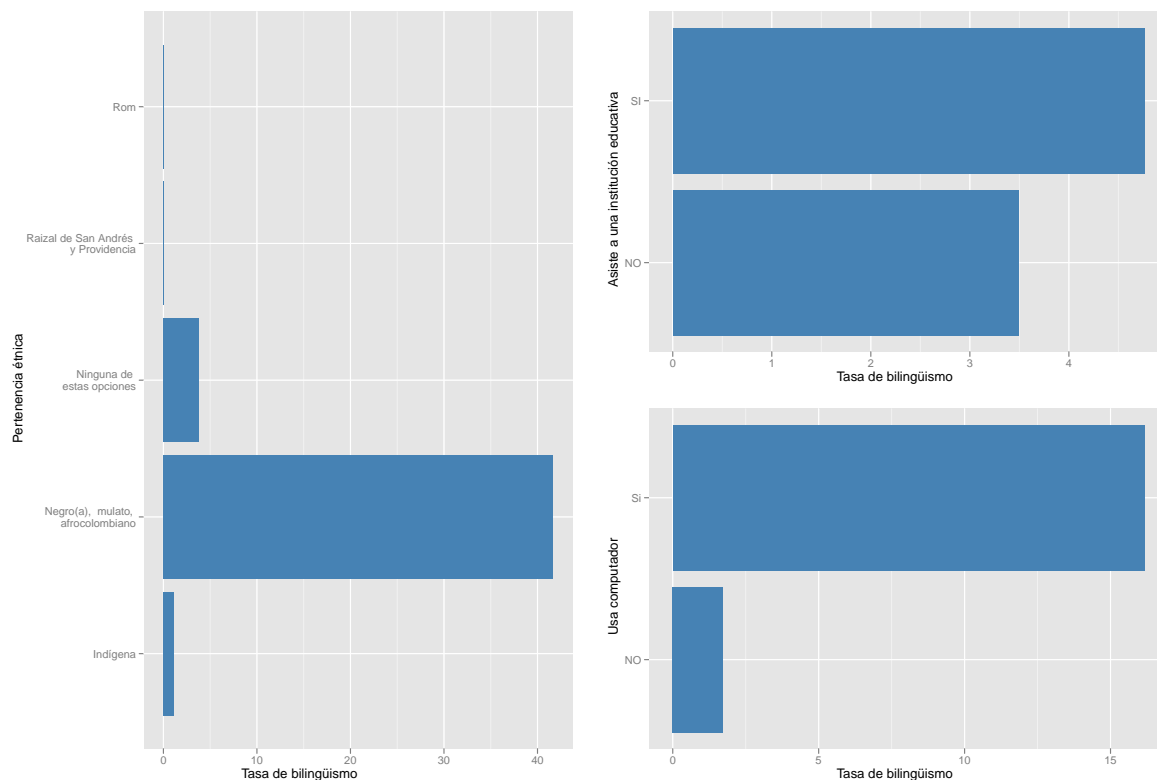 Pertenencia étnica
Rom
Raizal de San Andrés
y Providencia
Ninguna de
estas opciones
Negro(a),  mulato,
afrocolombiano
Indígena
0 10 20 30 40
Tasa de bilingüismo
Asiste a una institución educativa
SI
NO
0 1 2 3 4
Tasa de bilingüismo
Usa computador
Si
NO
0 5 10 15
Tasa de bilingüismo